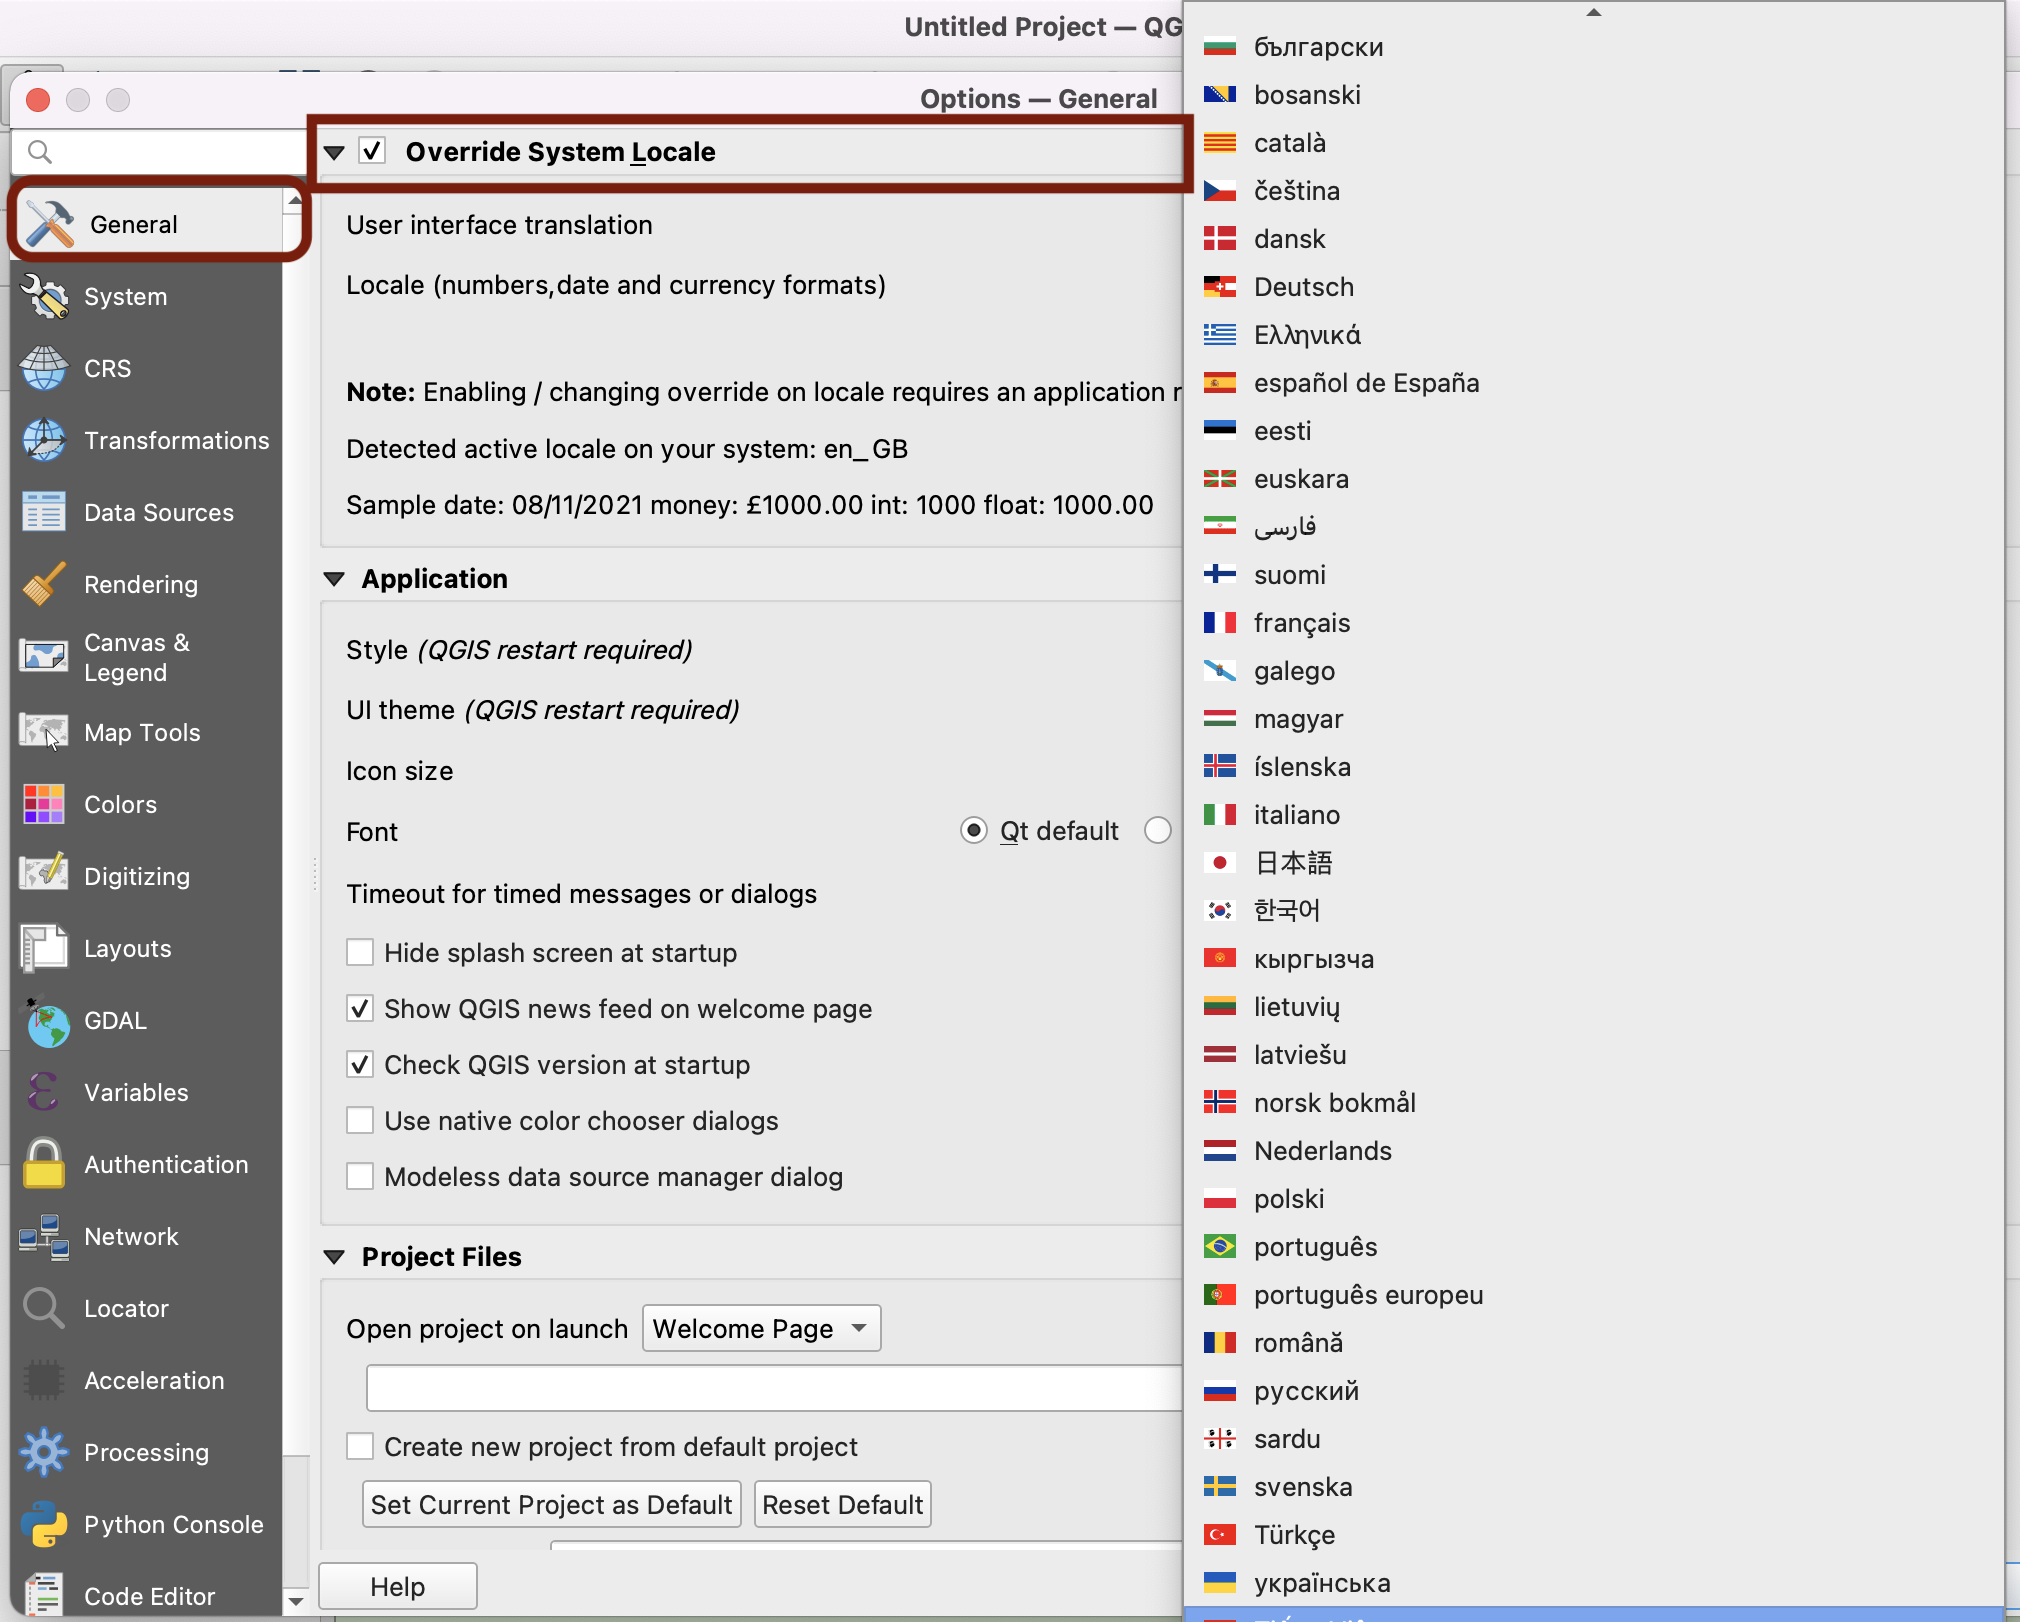 Untitled Project — QG
Options — General
Override System Locale
General
System
CRS
Transformations
Data Sources
Rendering
Canvas &
Legend
Map Tools
Colors
Digitizing
Layouts
GDAL
Variables
Authentication
Network
Locator
Acceleration
Processing
Python Console
Code Editor
User interface translation
Locale (numbers,date and currency formats)
Note: Enabling / changing override on locale requires an application r
Detected active locale on your system: en_GB
Sample date: 08/11/2021 money: £1000.00 int: 1000 float: 1000.00
Application
Style (QGIS restart required)
UI theme (QGIS restart required)
Icon size
Font
Qt default
Timeout for timed messages or dialogs
Hide splash screen at startup
Show QGIS news feed on welcome page
Check QGIS version at startup
Use native color chooser dialogs
Modeless data source manager dialog
Project Files
Open project on launch Welcome Page
Create new project from default project
Set Current Project as Default Reset Default
Help
български
bosanski
català
čeština
dansk
Deutsch
Ελληνικά
español de España
eesti
euskara
فارسی
suomi
français
galego
magyar
íslenska
italiano
日本語
한국어
кыргызча
lietuvių
latviešu
norsk bokmål
Nederlands
polski
português
português europeu
română
русский
sardu
svenska
Türkçe
українська